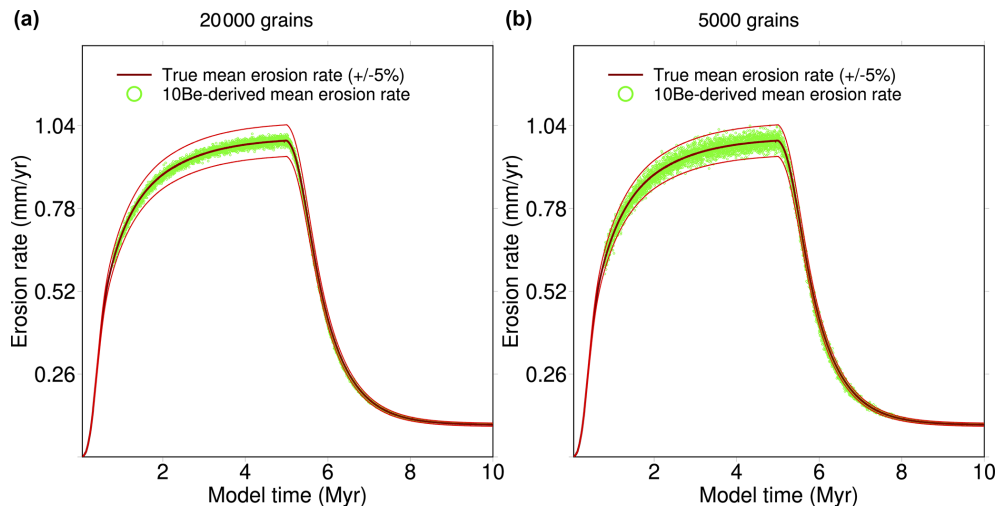 (a)
20 000 grains
True mean erosion rate (+/-5%)
10Be-derived mean erosion rate
1.04
0.78
0.52
0.26
Erosion rate (mm/yr)
2
4
6
8
10
Model time (Myr)
(b)
5000 grains
True mean erosion rate (+/-5%)
10Be-derived mean erosion rate
1.04
0.78
0.52
0.26
Erosion rate (mm/yr)
2
4
6
8
10
Model time (Myr)